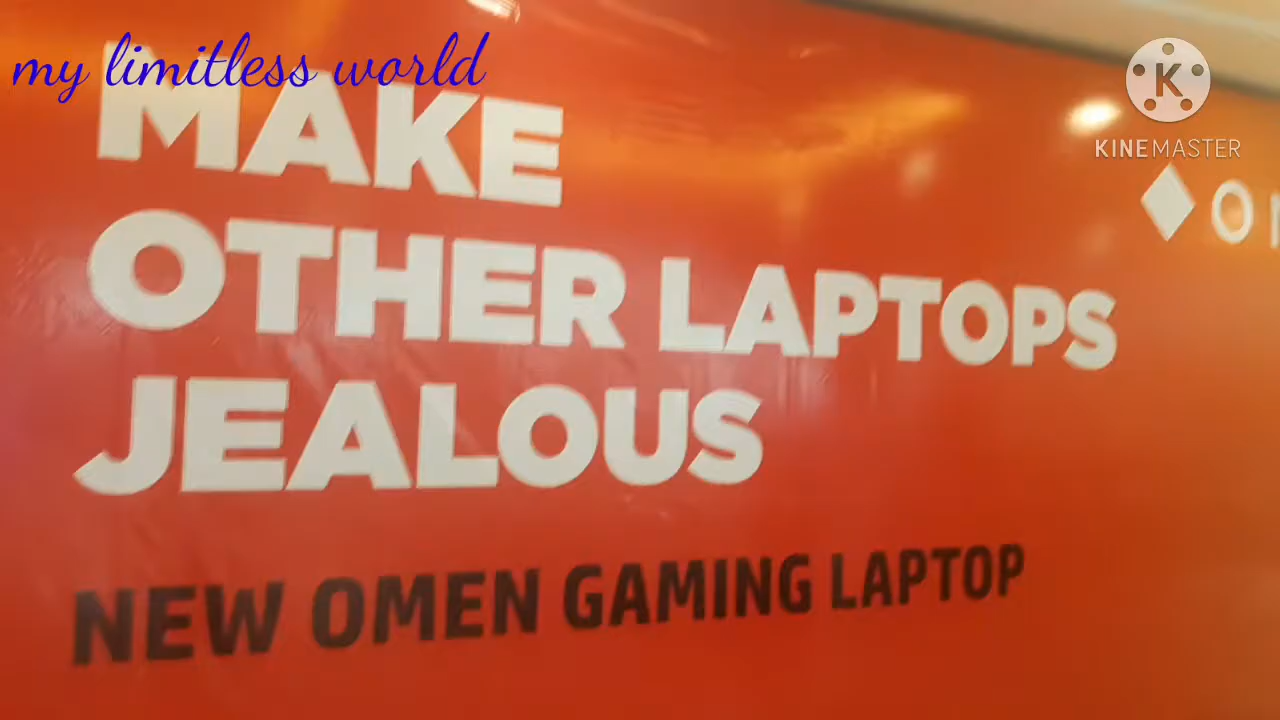 my limitless world
K
KINEMASTER
MAKE
OTHER LAPTOPS
JEALOUS
NEW OMEN GAMING LAPTOP